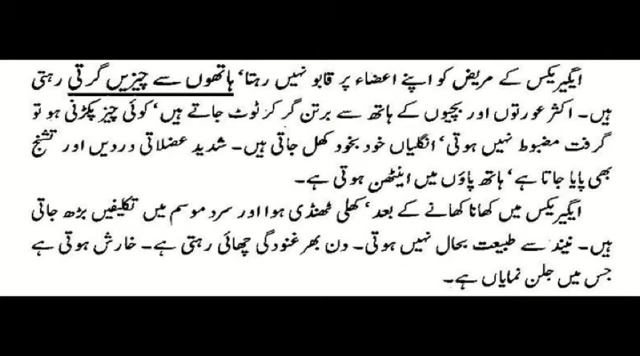 ایگیریکس کے مریض کو اپنے اعضاء پر قابو نہیں رہتا‘ ہاتھوں سے چیزیں گرتی رہتی
ہیں۔ اکثر عورتوں اور بچیوں کے ہاتھ سے برتن گر کر ٹوٹ جاتے ہیں‘ کوئی چیز پکڑنی ہو تو
گرفت مضبوط نہیں ہوتی‘ انگلیاں خود بخود کھل جاتی ہیں۔ شدید عضلاتی دردیں اور تشنج
بھی پایا جاتا ہے‘ ہاتھ پاؤں میں اینٹھن ہوتی ہے۔
ایگیریکس میں کھانا کھانے کے بعد‘ کھلی ٹھنڈی ہوا اور سرد موسم میں تکلیفیں بڑھ جاتی
ہیں۔ نیند سے طبیعت بحال نہیں ہوتی۔ دن بھر غنودگی چھائی رہتی ہے۔ خارش ہوتی ہے
جس میں جلن نمایاں ہے۔